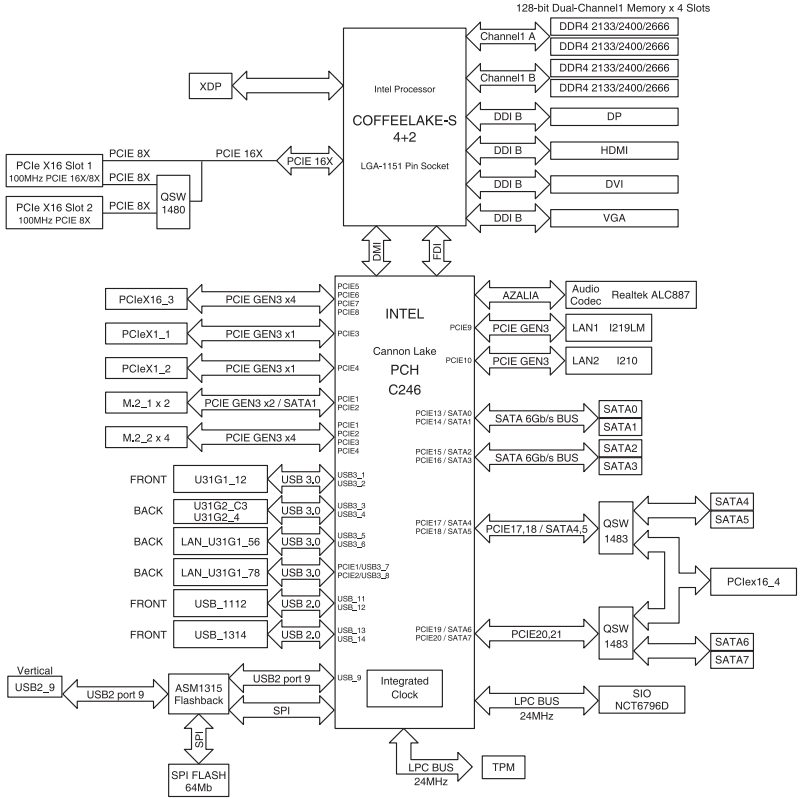 128-bit Dual-Channel1 Memory x 4 Slots
DDR4 2133/2400/2666
Channel1 A
DDR4 2133/2400/2666
DDR4 2133/2400/2666
Channel1 B
DDR4 2133/2400/2666
XDP
Intel Processor
COFFEELAKE-S
4+2
LGA-1151 Pin Socket
DDI B
DP
DDI B
HDMI
DDI B
DVI
DDI B
VGA
PCIe X16 Slot 1
100MHz PCIE 16X/8X
PCIE 8X
PCIE 16X
PCIE 16X
PCIE 8X
QSW
1480
PCIe X16 Slot 2
100MHz PCIE 8X
PCIE 8X
DMI
FDI
INTEL
Cannon Lake
PCH
C246
PCIeX16_3
PCIE GEN3 x4
PCIE5
PCIE6
PCIE7
PCIE8
PCIeX1_1
PCIE GEN3 x1
PCIE3
PCIeX1_2
PCIE GEN3 x1
PCIE4
M.2_1 x 2
PCIE GEN3 x2 / SATA1
PCIE1
PCIE2
M.2_2 x 4
PCIE GEN3 x4
PCIE1
PCIE2
PCIE3
PCIE4
FRONT
U31G1_12
USB 3.0
USB3_1
USB3_2
BACK
U31G2_C3
U31G2_4
USB 3.0
USB3_3
USB3_4
BACK
LAN_U31G1_56
USB 3.0
USB3_5
USB3_6
BACK
LAN_U31G1_78
USB 3.0
PCIE1/USB3_7
PCIE2/USB3_8
FRONT
USB_1112
USB 2.0
USB_11
USB_12
FRONT
USB_1314
USB 2.0
USB_13
USB_14
Vertical
USB2_9
USB2 port 9
ASM1315
Flashback
USB2 port 9
USB_9
SPI
SPI
SPI FLASH
64Mb
Integrated
Clock
AZALIA
Audio
Codec
Realtek ALC887
PCIE9
PCIE GEN3
LAN1 I219LM
PCIE10
PCIE GEN3
LAN2 I210
PCIE13 / SATA0
PCIE14 / SATA1
SATA 6Gb/s BUS
SATA0
SATA1
PCIE15 / SATA2
PCIE16 / SATA3
SATA 6Gb/s BUS
SATA2
SATA3
PCIE17 / SATA4
PCIE18 / SATA5
PCIE17,18 / SATA4,5
QSW
1483
SATA4
SATA5
PCIex16_4
PCIE19 / SATA6
PCIE20 / SATA7
PCIE20,21
QSW
1483
SATA6
SATA7
LPC BUS
24MHz
SIO
NCT6796D
LPC BUS
24MHz
TPM